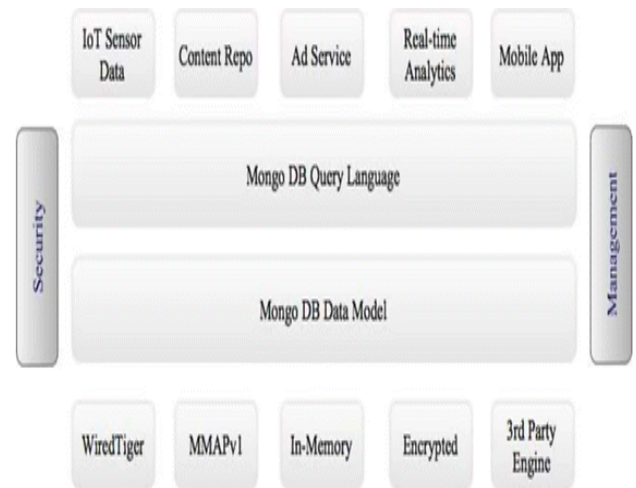 IoT Sensor
Data
Content Repo
Ad Service
Real-time
Analytics
Mobile App
Security
Mongo DB Query Language
Management
Mongo DB Data Model
WiredTiger
MMAPv1
In-Memory
Encrypted
3rd Party
Engine